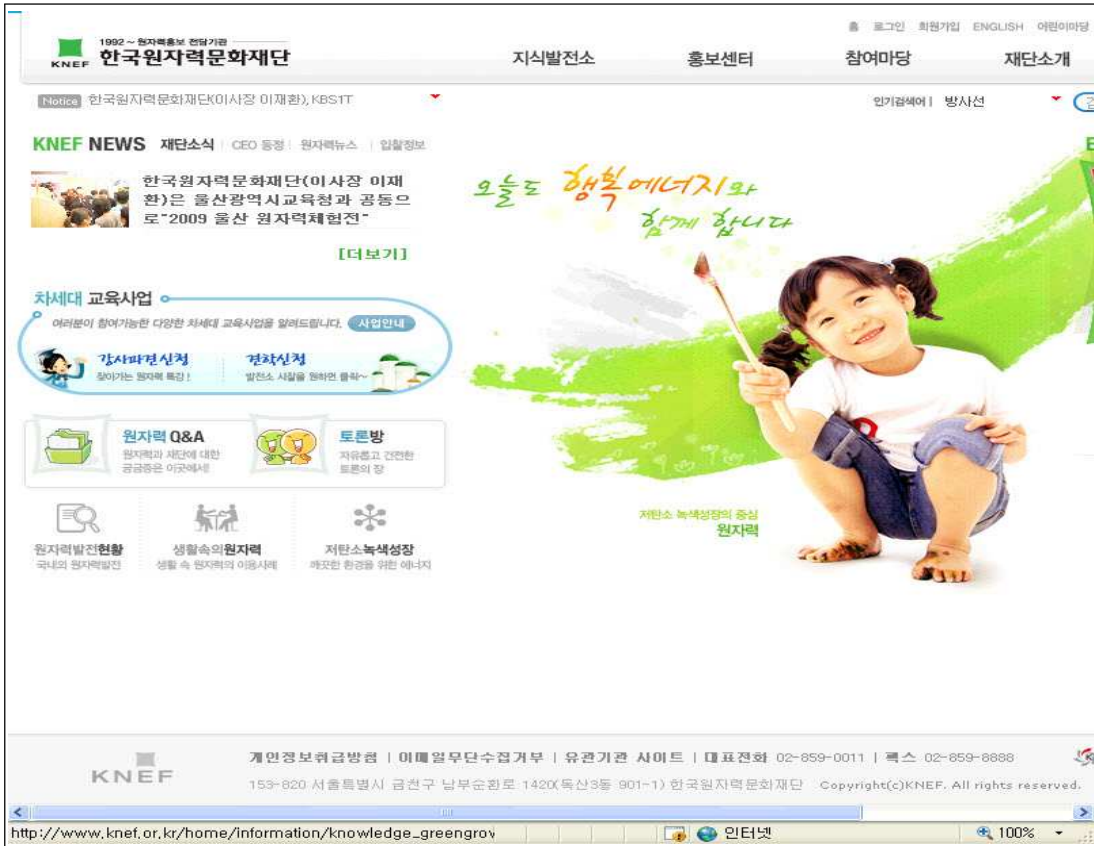 홈 로그인 회원가입 ENGLISH 어린이마당
1992 ~ 원자력홍보 전담기관
KNEF 한국원자력문화재단
지식발전소 홍보센터 참여마당 재단소개
Notice 한국원자력문화재단(이사장 이재환), KBS1T
인기검색어 | 방사선
KNEF NEWS 재단소식 | CEO 동정 | 원자력뉴스 | 입찰정보
한국원자력문화재단(이사장 이재
환)은 울산광역시교육청과 공동으
로"2009 울산 원자력체험전"
[더보기]
오늘도 행복에너지와
함께 합니다
차세대 교육사업
여러분이 참여가능한 다양한 차세대 교육사업을 알려드립니다. 사업안내
강사파견신청
찾아가는 원자력 특강!
견학신청
발전소 시찰을 원하면 클릭~
원자력 Q&A
원자력과 재단에 대한
궁금증은 이곳에서!
토론방
자유롭고 건전한
토론의 장
원자력발전현황
국내외 원자력발전
생활속의원자력
생활 속 원자력의 이용사례
저탄소녹색성장
깨끗한 환경을 위한 에너지
저탄소 녹색성장의 중심
원자력
KNEF
개인정보취급방침 | 이메일무단수집거부 | 유관기관 사이트 | 대표전화 02-859-0011 | 팩스 02-859-8888
153-820 서울특별시 금천구 남부순환로 1420(독산3동 901-1) 한국원자력문화재단 Copyright(c)KNEF. All rights reserved.
http://www.knef.or.kr/home/information/knowledge_greengrov
인터넷
100%